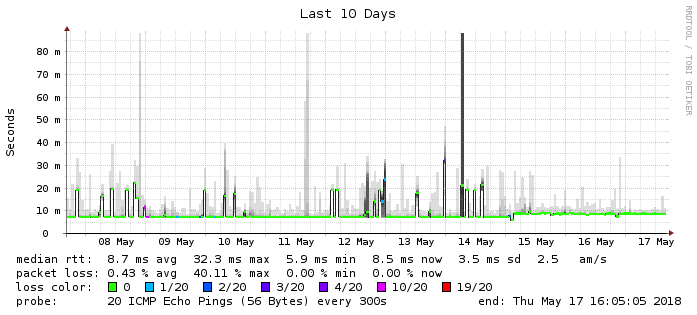 Last 10 Days
RRDTOOL / TOBI OETIKER
Seconds
80 m
70 m
60 m
50 m
40 m
30 m
20 m
10 m
0
08 May 09 May 10 May 11 May 12 May 13 May 14 May 15 May 16 May 17 May
median rtt: 8.7 ms avg 32.3 ms max 5.9 ms min 8.5 ms now 3.5 ms sd 2.5 am/s
packet loss: 0.43 % avg 40.11 % max 0.00 % min 0.00 % now
loss color: 0 1/20 2/20 3/20 4/20 10/20 19/20
probe: 20 ICMP Echo Pings (56 Bytes) every 300s end: Thu May 17 16:05:05 2018